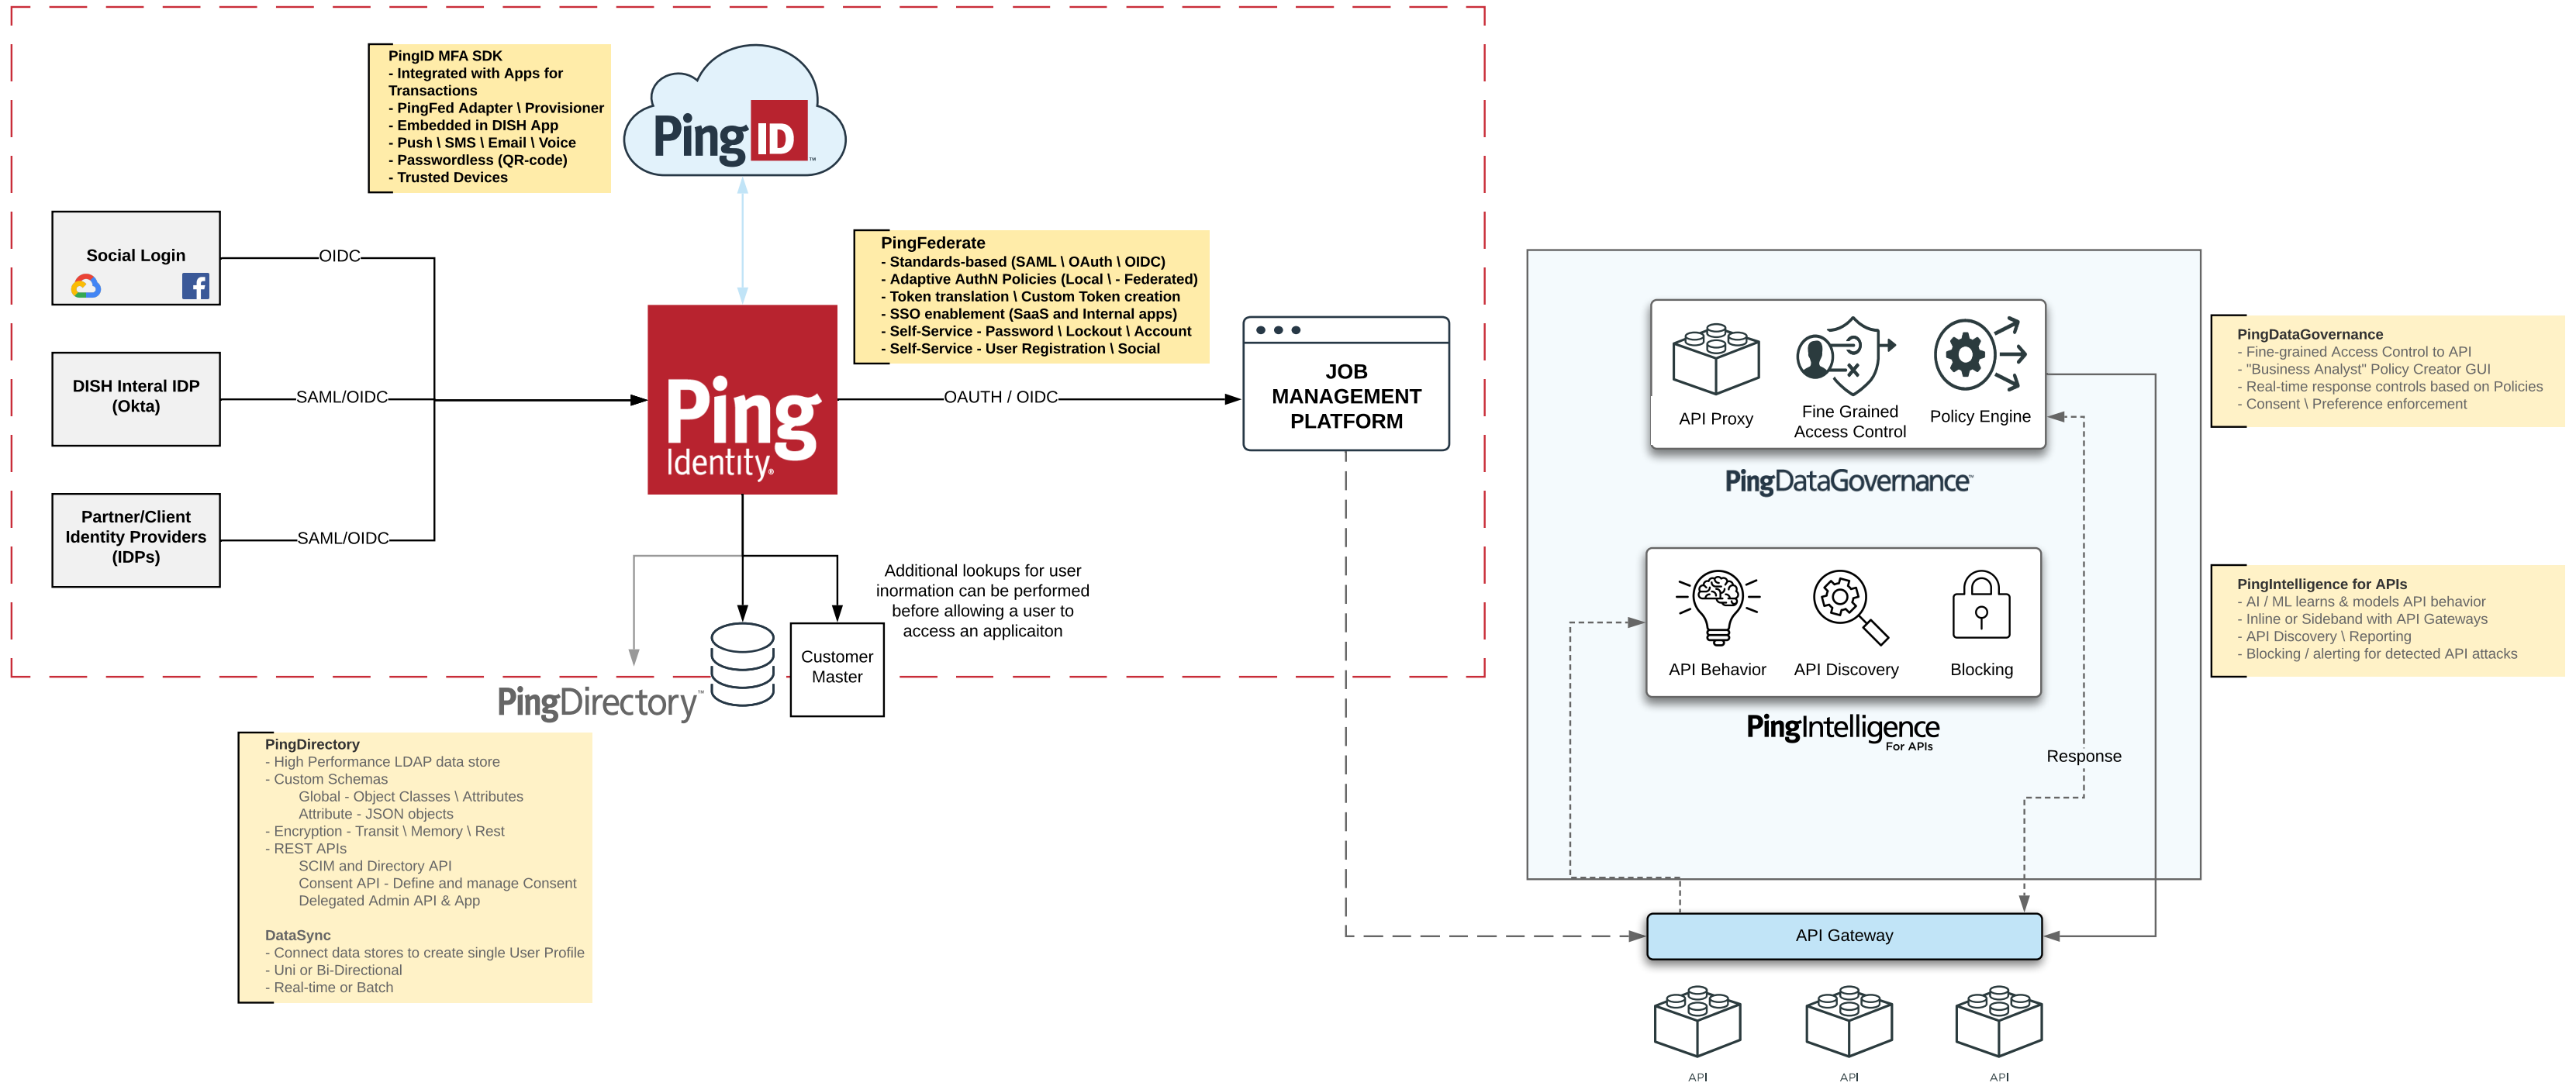 PingID MFA SDK
- Integrated with Apps for
Transactions
- PingFed Adapter \ Provisioner
- Embedded in DISH App
- Push \ SMS \ Email \ Voice
- Passwordless (QR-code)
- Trusted Devices
Ping ID™
Social Login
OIDC
DISH Interal IDP
(Okta)
SAML/OIDC
Partner/Client
Identity Providers
(IDPs)
SAML/OIDC
Ping
Identity®
PingFederate
- Standards-based (SAML \ OAuth \ OIDC)
- Adaptive AuthN Policies (Local \ - Federated)
- Token translation \ Custom Token creation
- SSO enablement (SaaS and Internal apps)
- Self-Service - Password \ Lockout \ Account
- Self-Service - User Registration \ Social
OAUTH / OIDC
JOB
MANAGEMENT
PLATFORM
Additional lookups for user
inormation can be performed
before allowing a user to
access an applicaiton
Customer
Master
PingDirectory™
PingDirectory
- High Performance LDAP data store
- Custom Schemas
Global - Object Classes \ Attributes
Attribute - JSON objects
- Encryption - Transit \ Memory \ Rest
- REST APIs
SCIM and Directory API
Consent API - Define and manage Consent
Delegated Admin API & App
DataSync
- Connect data stores to create single User Profile
- Uni or Bi-Directional
- Real-time or Batch
API Proxy
Fine Grained
Access Control
Policy Engine
PingDataGovernance™
API Behavior
API Discovery
Blocking
PingIntelligence
For APIs
Response
API Gateway
API
API
API
PingDataGovernance
- Fine-grained Access Control to API
- "Business Analyst" Policy Creator GUI
- Real-time response controls based on Policies
- Consent \ Preference enforcement
PingIntelligence for APIs
- AI / ML learns & models API behavior
- Inline or Sideband with API Gateways
- API Discovery \ Reporting
- Blocking / alerting for detected API attacks